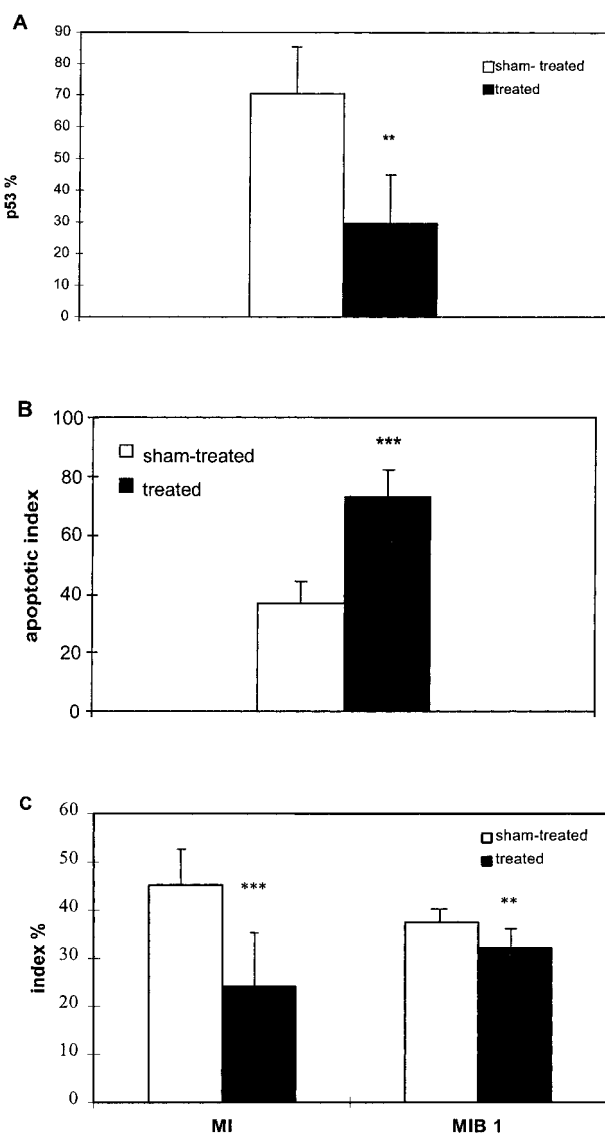 A
90
80
70
60
50
40
30
20
10
0
p53 %
sham- treated
treated
**
B
100
80
60
40
20
0
apoptotic index
sham-treated
treated
***
C
60
50
40
30
20
10
0
index %
sham-treated
treated
***
**
MI
MIB 1